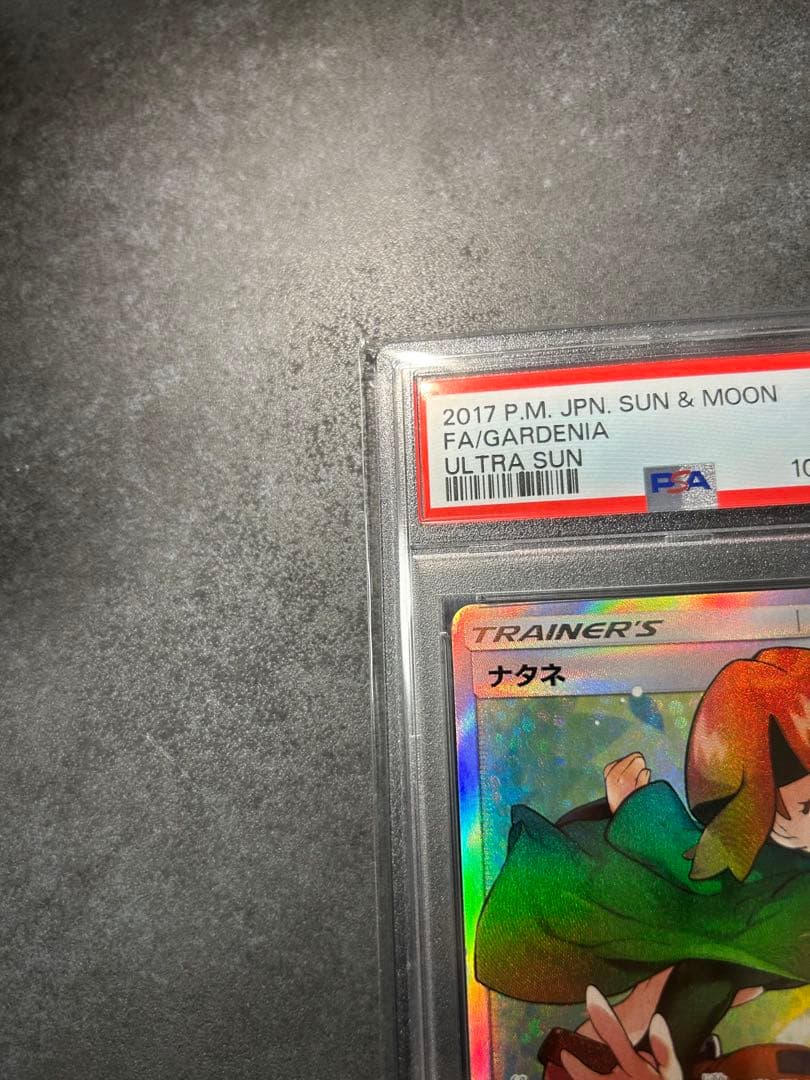 2017 P.M. JPN. SUN & MOON
FA/GARDENIA
ULTRA SUN
PSA
TRAINER'S
ナタネ